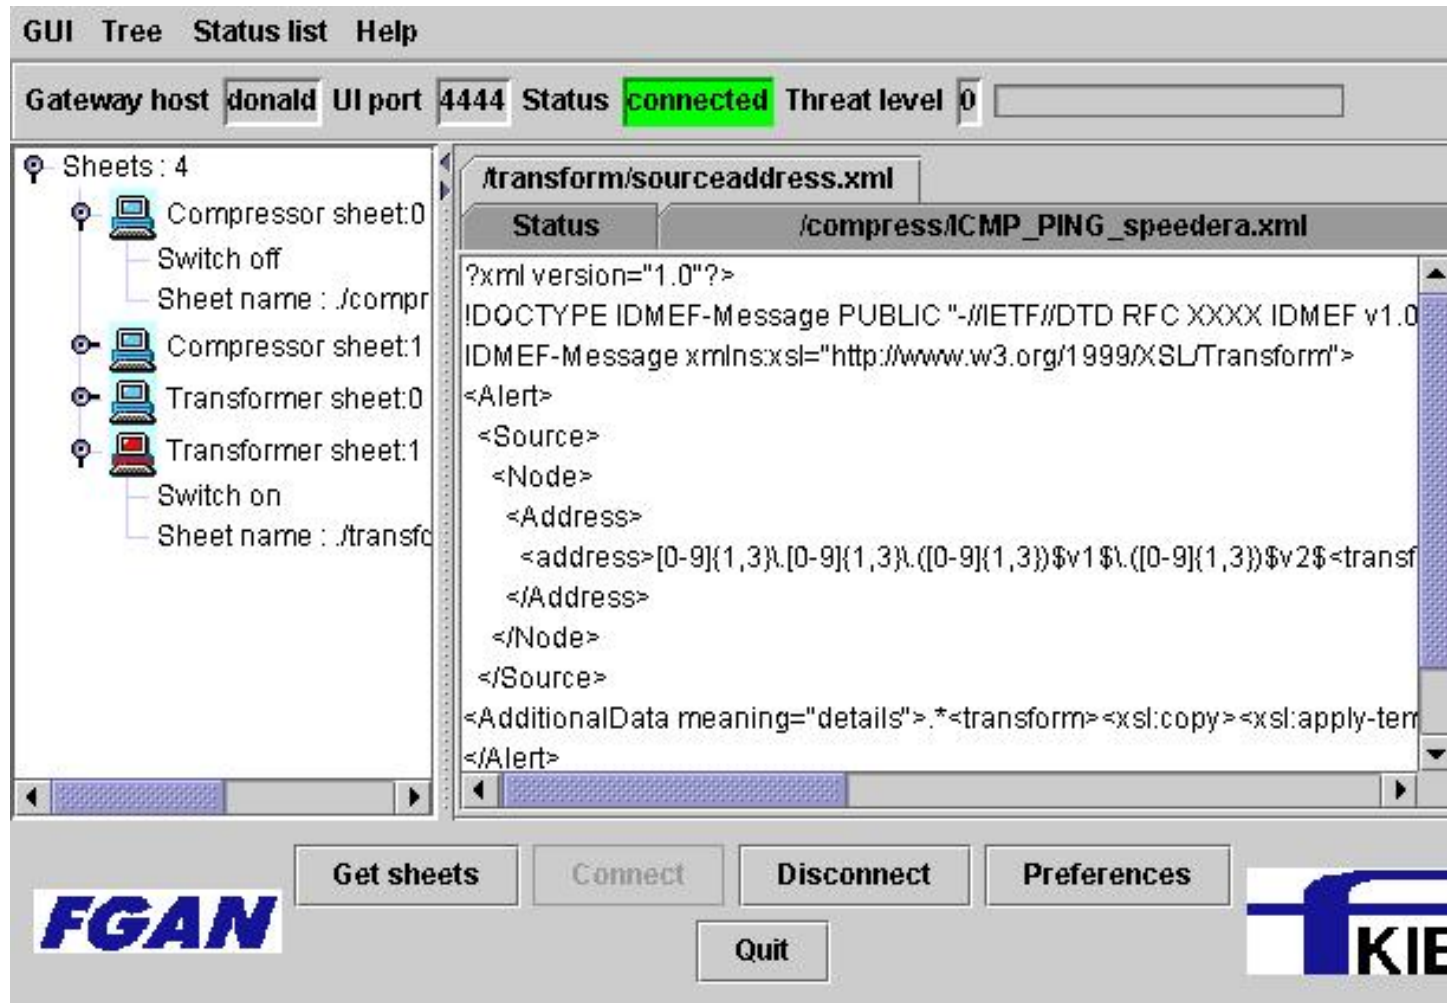 GUI Tree Status list Help
Gateway host donald UI port 4444 Status connected Threat level 0
Sheets : 4
Compressor sheet:0
Switch off
Sheet name : ./compr
Compressor sheet:1
Transformer sheet:0
Transformer sheet:1
Switch on
Sheet name : ./transfo
/transform/sourceaddress.xml
Status /compress/ICMP_PING_speedera.xml
?xml version="1.0"?>
!DOCTYPE IDMEF-Message PUBLIC "-//IETF//DTD RFC XXXX IDMEF v1.0
IDMEF-Message xmlns:xsl="http://www.w3.org/1999/XSL/Transform">
<Alert>
<Source>
<Node>
<Address>
<address>[0-9]{1,3}\.[0-9]{1,3}\.([0-9]{1,3})$v1$\.([0-9]{1,3})$v2$<transf
</Address>
</Node>
</Source>
<AdditionalData meaning="details">.*<transform><xsl:copy><xsl:apply-tem
</Alert>
Get sheets Connect Disconnect Preferences
Quit
FGAN
fKIE